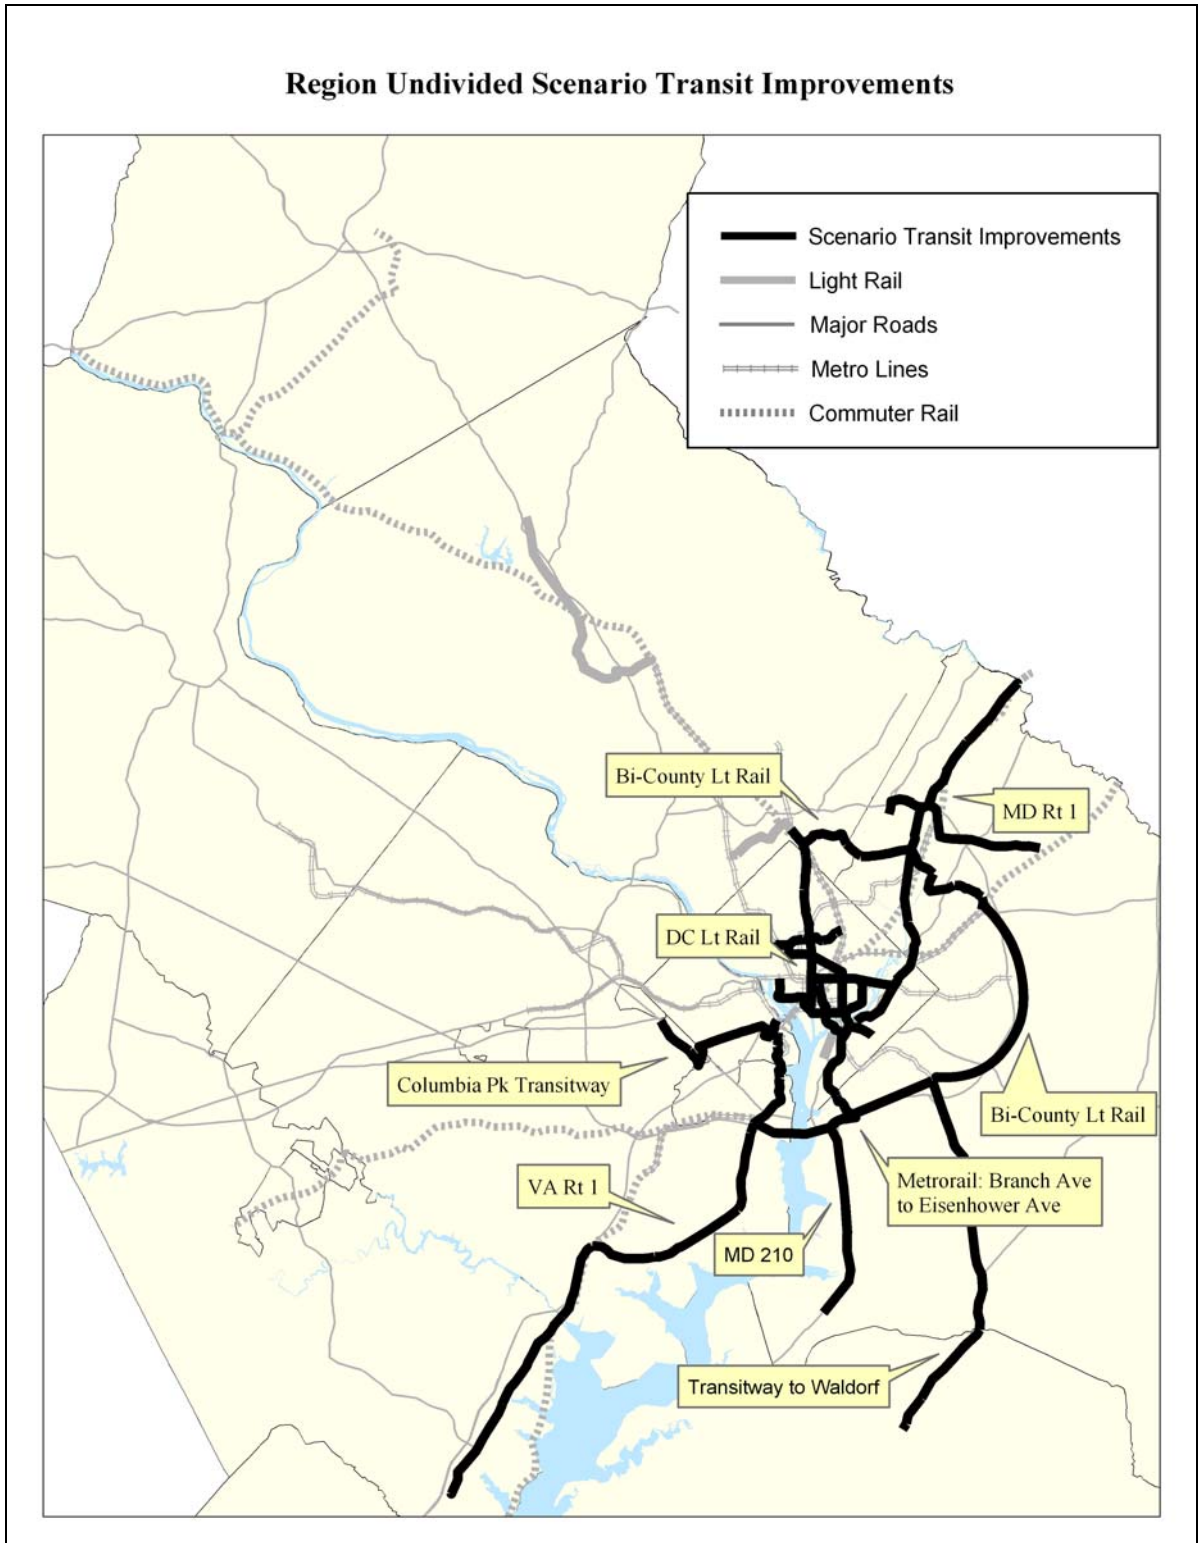 Region Undivided Scenario Transit Improvements
Scenario Transit Improvements
Light Rail
Major Roads
Metro Lines
Commuter Rail
Bi-County Lt Rail
MD Rt 1
DC Lt Rail
Columbia Pk Transitway
Bi-County Lt Rail
Metrorail: Branch Ave
to Eisenhower Ave
VA Rt 1
MD 210
Transitway to Waldorf